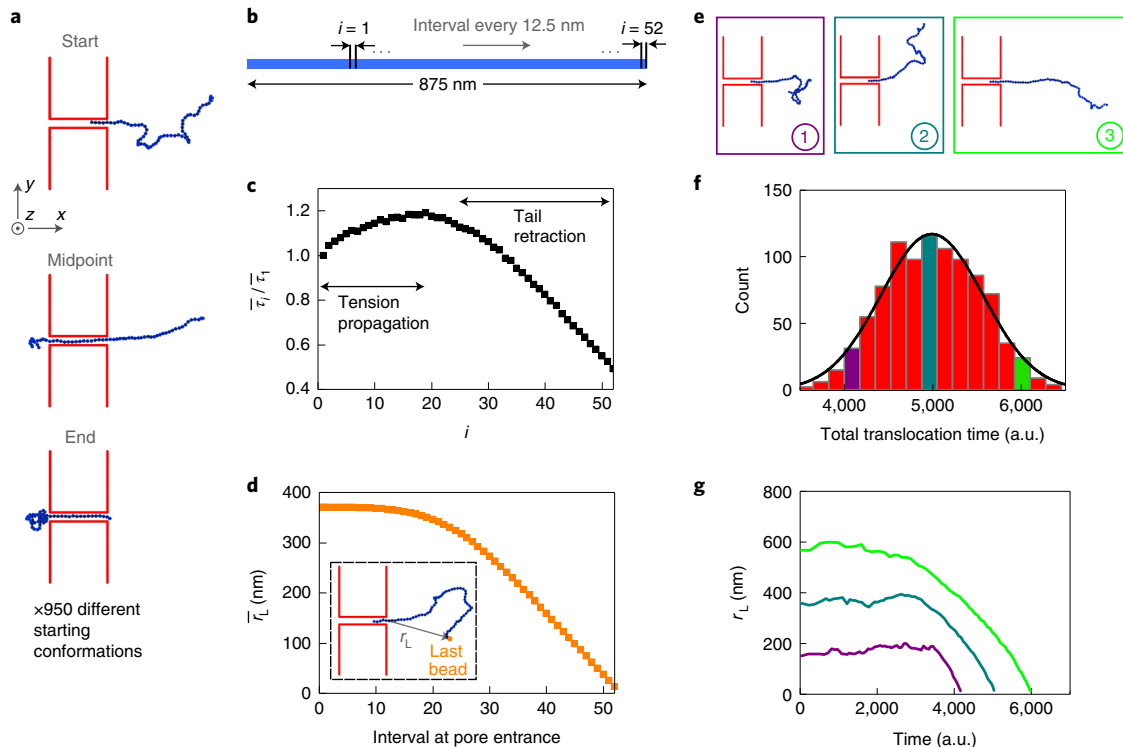 a
Start
y
z
x
Midpoint
End
×950 different
starting
conformations
b
i = 1
Interval every 12.5 nm
i = 52
. . .
. . .
875 nm
c
1.2
1.0
0.8
0.6
0.4
τ̅i / τ̅1
Tail
retraction
Tension
propagation
0 10 20 30 40 50
i
d
400
300
200
100
0
r̅L (nm)
rL
Last
bead
0 10 20 30 40 50
Interval at pore entrance
e
1
2
3
f
150
100
50
0
Count
4,000 5,000 6,000
Total translocation time (a.u.)
g
800
600
400
200
0
rL (nm)
0 2,000 4,000 6,000
Time (a.u.)